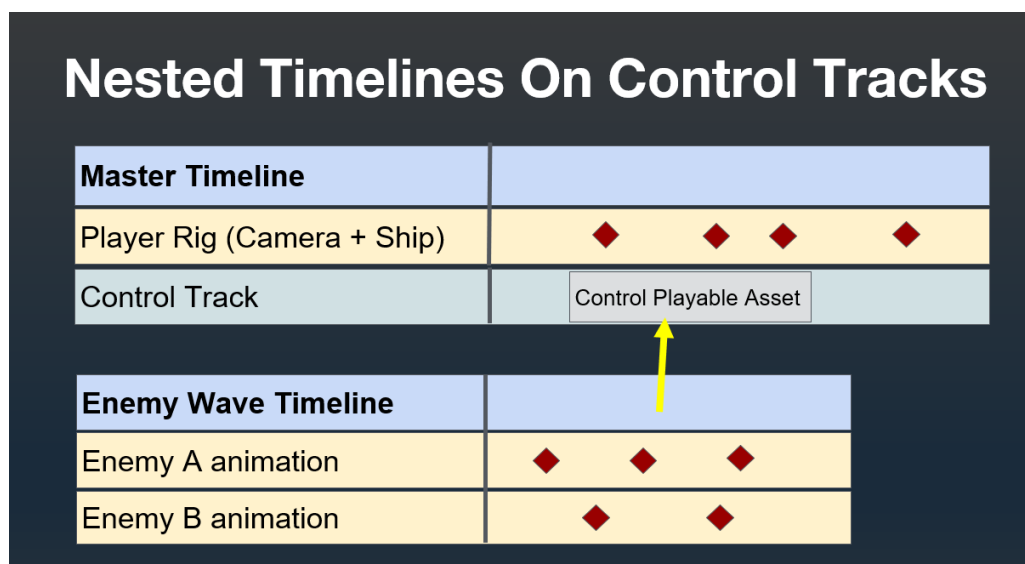 Nested Timelines On Control Tracks
Master Timeline
Player Rig (Camera + Ship)
Control Track
Control Playable Asset
Enemy Wave Timeline
Enemy A animation
Enemy B animation